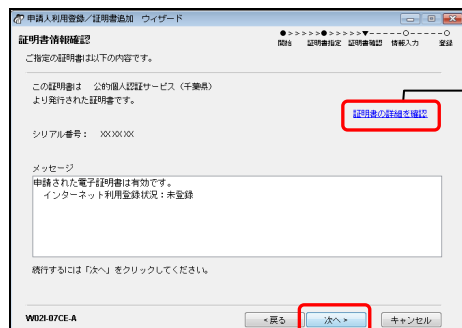 申請人利用登録／証明書追加　ウィザード
証明書情報確認
●>>>>>●>>>>>▼-----○-----○
開始　証明書指定　証明書確認　情報入力　登録
ご指定の証明書は以下の内容です。
この証明書は　公的個人認証サービス（千葉県）
より発行された証明書です。
証明書の詳細を確認
シリアル番号：　XXXXXXXX
メッセージ
申請された電子証明書は有効です。
インターネット利用登録状況：未登録
続行するには「次へ」をクリックしてください。
W02I-07CE-A
<戻る
次へ>
キャンセル